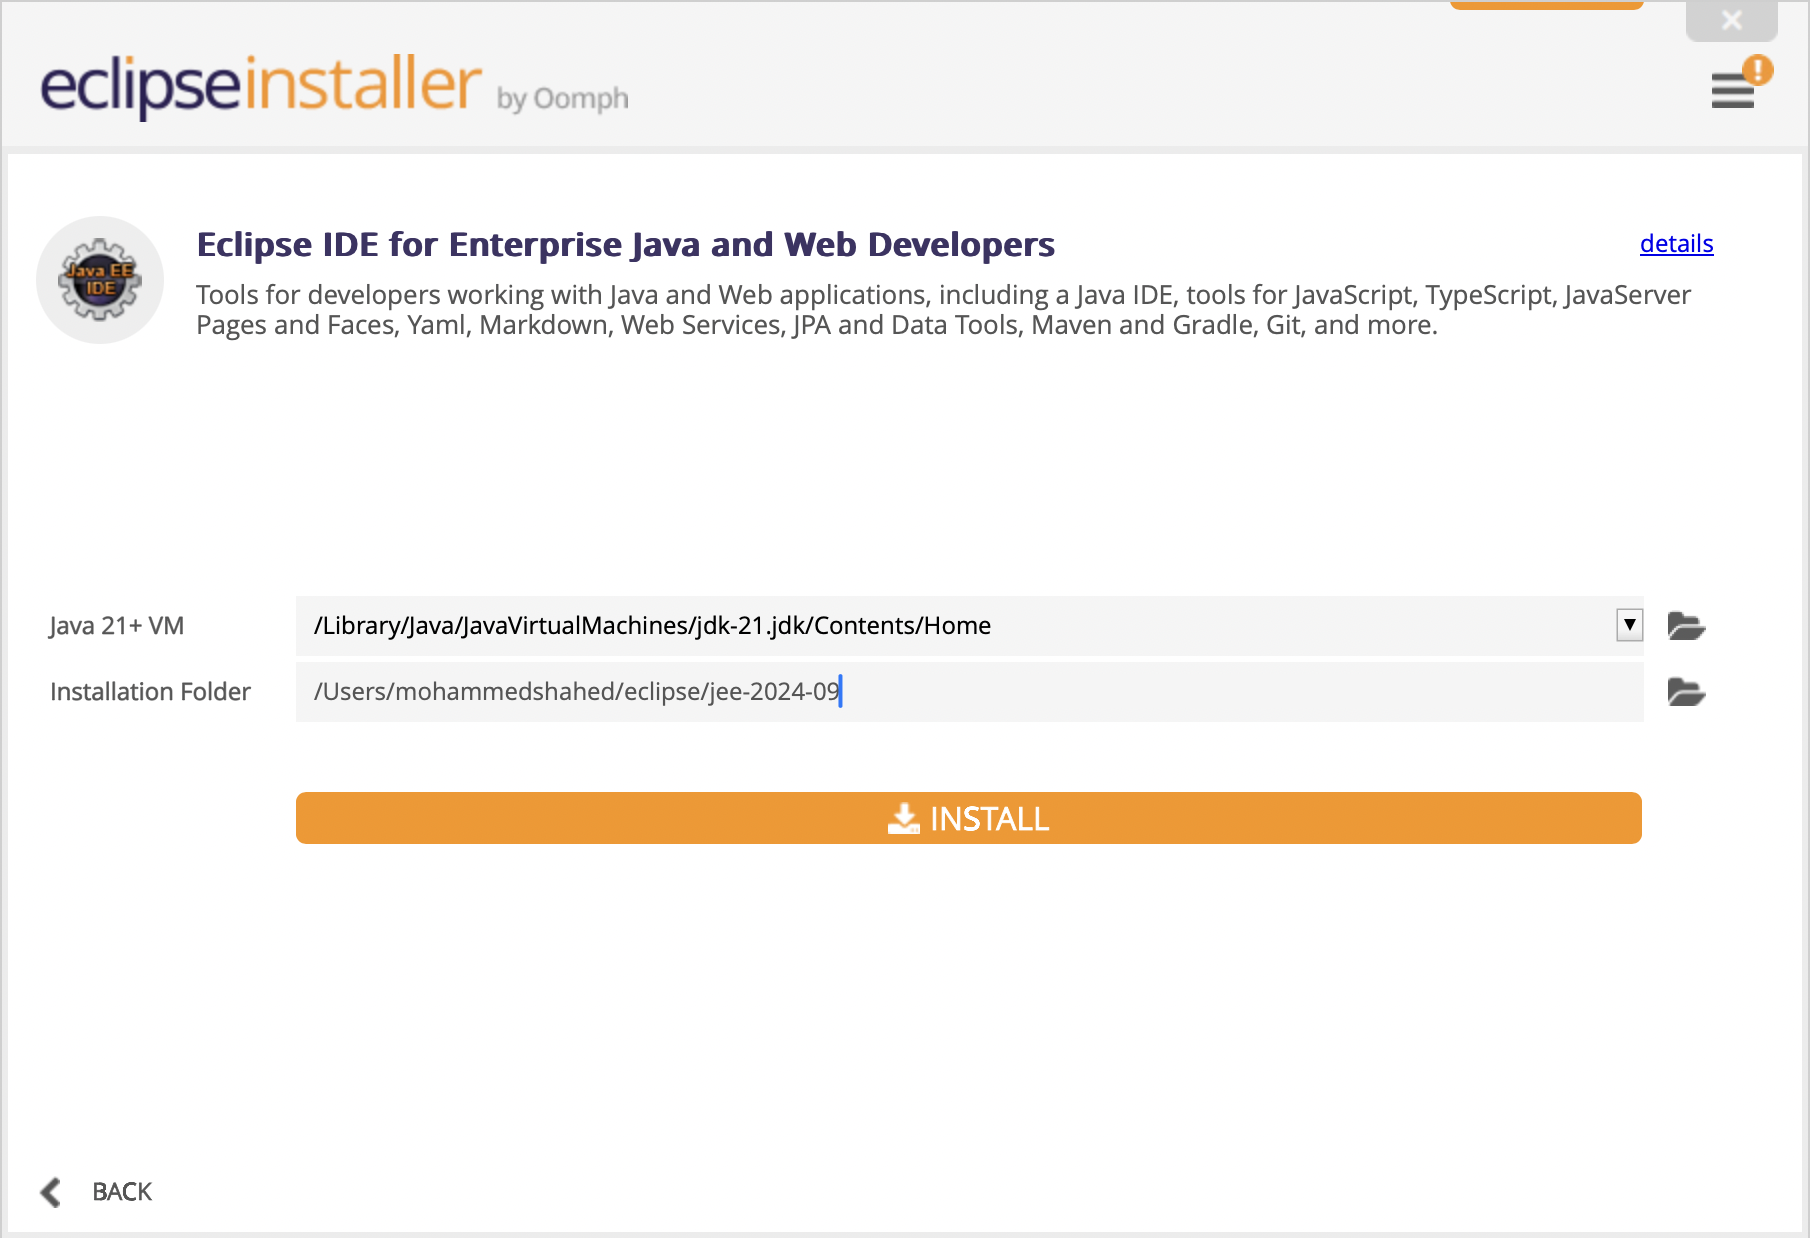 eclipseinstaller by Oomph
!
Eclipse IDE for Enterprise Java and Web Developers
details
Java EE
IDE
Tools for developers working with Java and Web applications, including a Java IDE, tools for JavaScript, TypeScript, JavaServer
Pages and Faces, Yaml, Markdown, Web Services, JPA and Data Tools, Maven and Gradle, Git, and more.
Java 21+ VM
/Library/Java/JavaVirtualMachines/jdk-21.jdk/Contents/Home
Installation Folder
/Users/mohammedshahed/eclipse/jee-2024-09
INSTALL
BACK